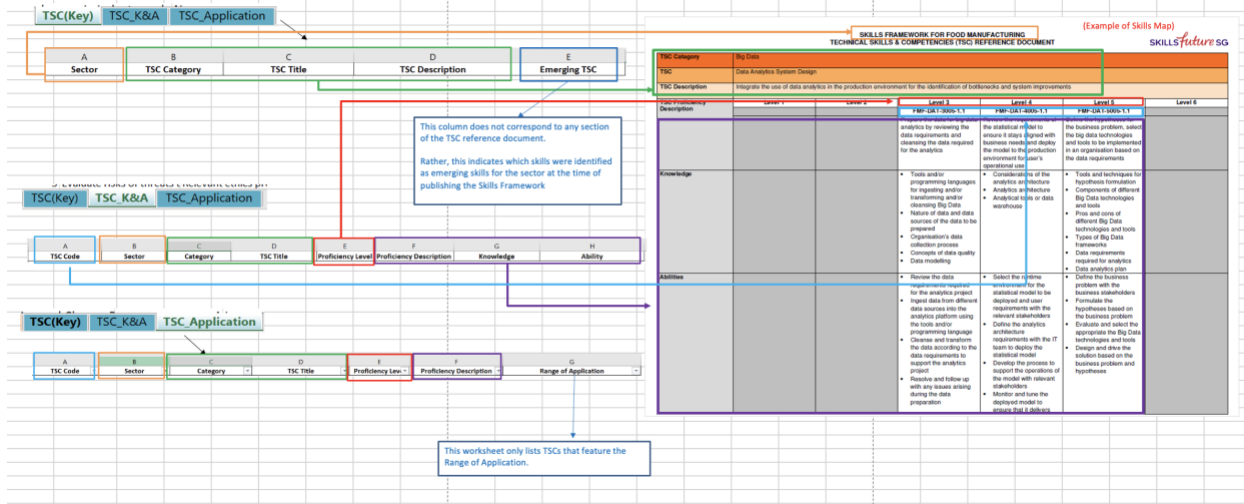 TSC(Key) TSC_K&A TSC_Application
A B C D E
Sector TSC Category TSC Title TSC Description Emerging TSC
This column does not correspond to any section
of the TSC reference document.
Rather, this indicates which skills were identified
as emerging skills for the sector at the time of
publishing the Skills Framework
TSC(Key) TSC_K&A TSC_Application
A B C D E F G H
TSC Code Sector Category TSC Title Proficiency Level Proficiency Description Knowledge Ability
TSC(Key) TSC_K&A TSC_Application
A B C D E F G
TSC Code Sector Category TSC Title Proficiency Leve Proficiency Description Range of Application
This worksheet only lists TSCs that feature the
Range of Application.
(Example of Skills Map)
SKILLS future SG
SKILLS FRAMEWORK FOR FOOD MANUFACTURING
TECHNICAL SKILLS & COMPETENCIES (TSC) REFERENCE DOCUMENT
TSC Category Big Data
TSC Data Analytics System Design
TSC Description Integrate the use of data analytics in the production environment for the identification of bottlenecks and system improvements
TSC Proficiency Level 1 Level 2 Level 3 Level 4 Level 5 Level 6
Description FMF-DAT-3005-1.1 FMF-DAT-4005-1.1 FMF-DAT-5005-1.1
analytics by reviewing the
data requirements and
cleansing the data required
for the analytics
the statistical model to
ensure it stays aligned with
business needs and deploy
the model to the production
environment for user's
operational use
business problem, select
the big data technologies
and tools to be implemented
in an organisation based on
the data requirements
Knowledge
• Tools and/or
programming languages
for ingesting and/or
transforming and/or
cleansing Big Data
• Nature of data and data
sources of the data to be
prepared
• Organisation's data
collection process
• Concepts of data quality
• Data modelling
• Considerations of the
analytics architecture
• Analytics architecture
• Analytical tools or data
warehouse
• Tools and techniques for
hypothesis formulation
• Components of different
Big Data technologies
and tools
• Pros and cons of
different Big Data
technologies and tools
• Types of Big Data
frameworks
• Data requirements
required for analytics
• Data analytics plan
Abilities
• Review the data
requirements required
for the analytics project
• Ingest data from different
data sources into the
analytics platform using
the tools and/or
programming language
• Cleanse and transform
the data according to the
data requirements to
support the analytics
project
• Resolve and follow up
with any issues arising
during the data
preparation
• Select the runtime
environment for the
statistical model to be
deployed and user
requirements with the
relevant stakeholders
• Define the analytics
architecture
requirements with the IT
team to deploy the
statistical model
• Develop the process to
support the operations of
the model with relevant
stakeholders
• Monitor and tune the
deployed model to
ensure that it delivers
• Define the business
problem with the
business stakeholders
• Formulate the
hypotheses based on
the business problem
• Evaluate and select the
appropriate the Big Data
technologies and tools
• Design and drive the
solution based on the
business problem and
hypotheses